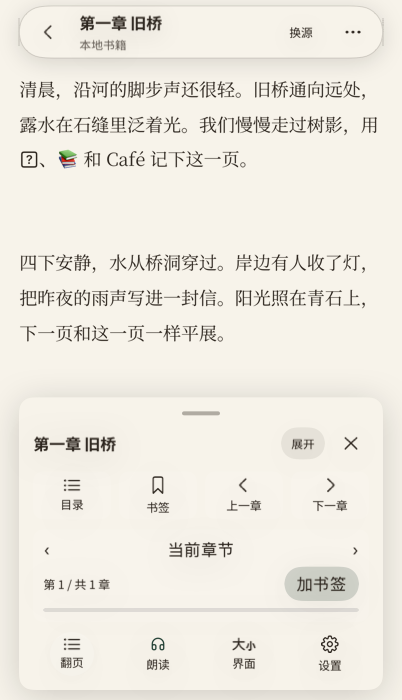 第一章 旧桥
本地书籍
换源
清晨，沿河的脚步声还很轻。旧桥通向远处，
露水在石缝里泛着光。我们慢慢走过树影，用
、📚 和 Café 记下这一页。
四下安静，水从桥洞穿过。岸边有人收了灯，
把昨夜的雨声写进一封信。阳光照在青石上，
下一页和这一页一样平展。
第一章 旧桥
展开
目录
书签
上一章
下一章
‹ 当前章节 ›
第 1 / 共 1 章
加书签
翻页
朗读
大小
界面
设置